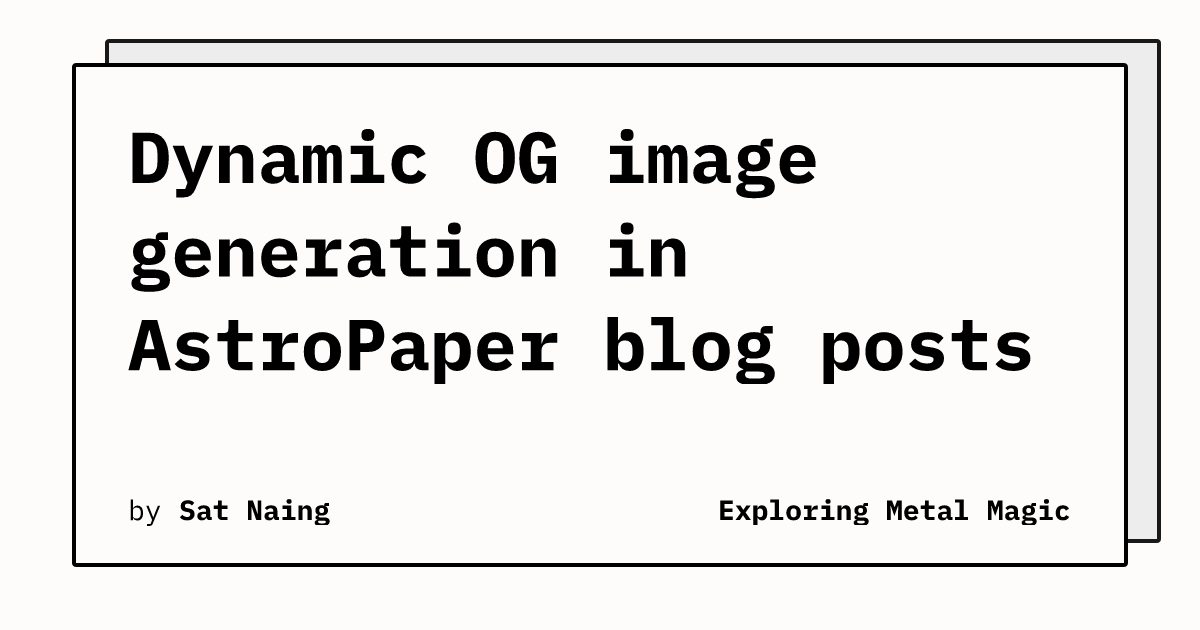 Dynamic OG image
generation in
AstroPaper blog posts
by Sat Naing
Exploring Metal Magic